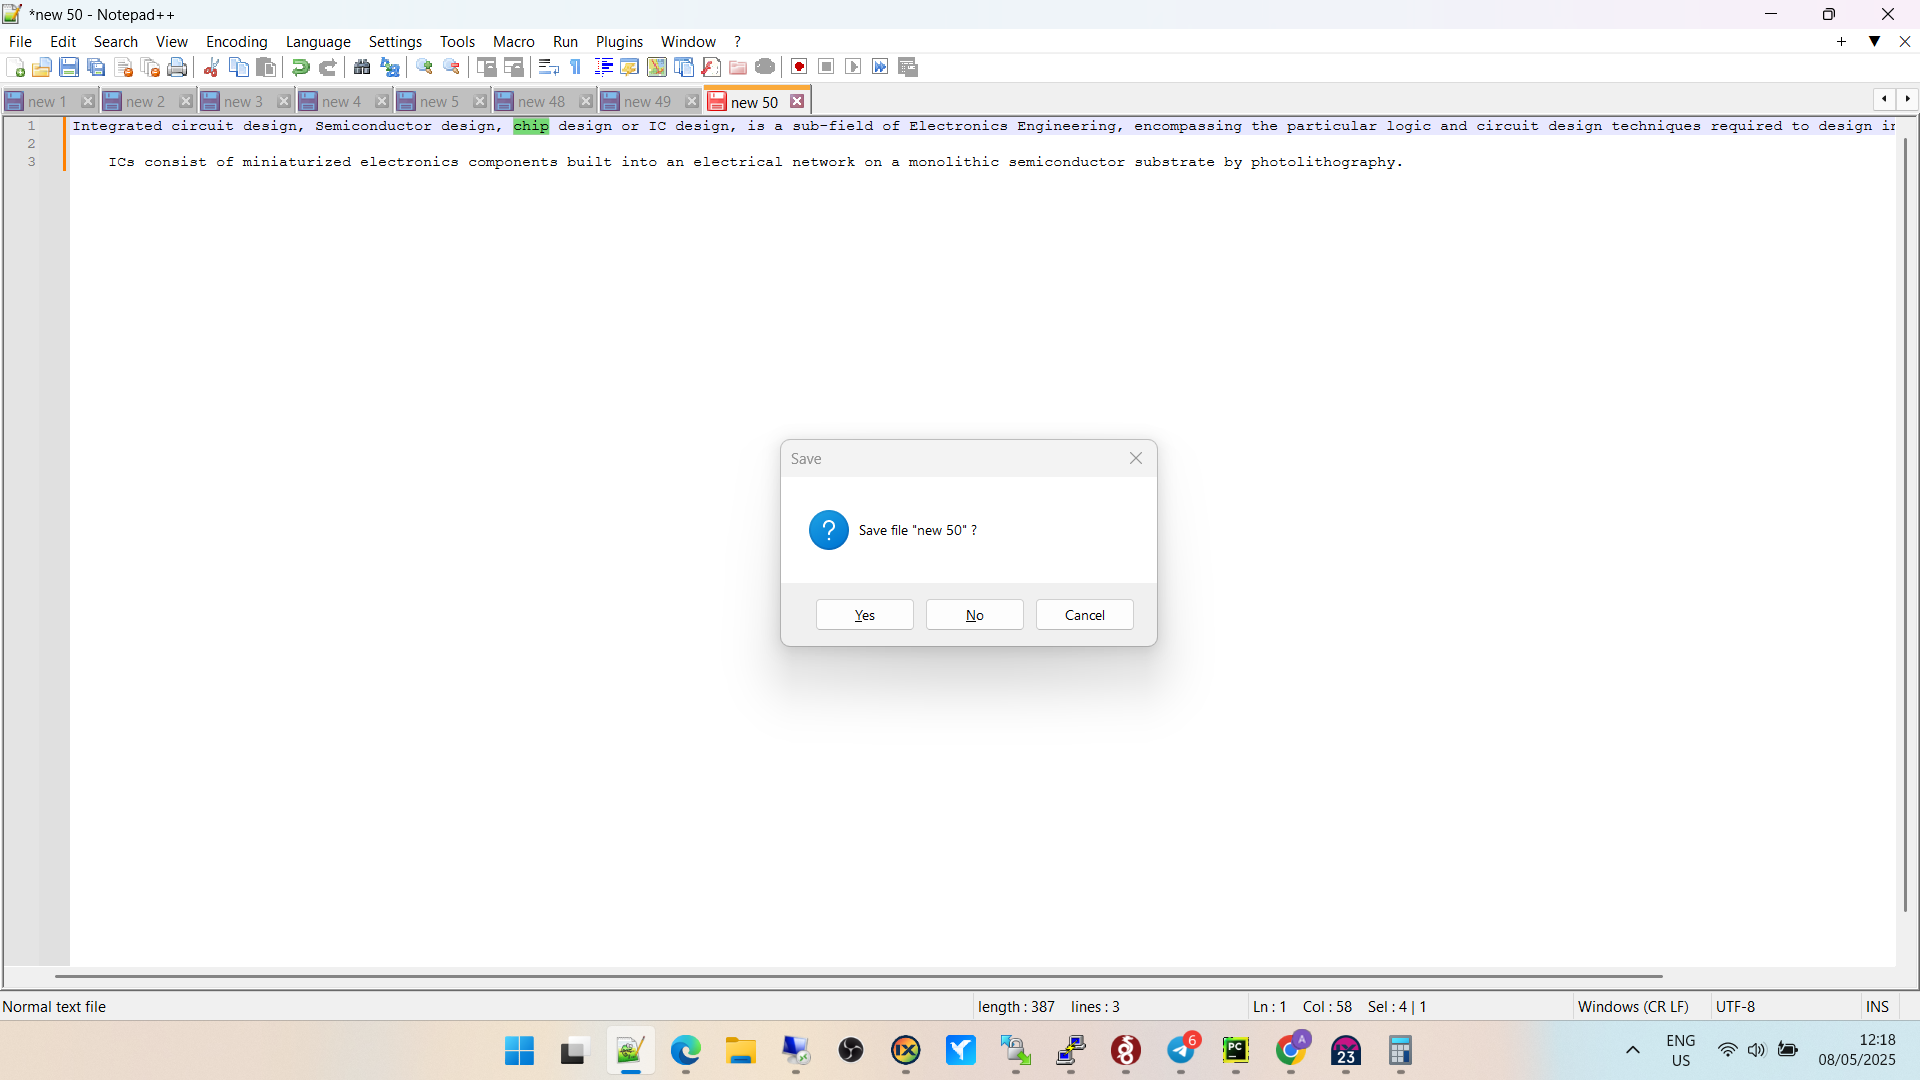 *new 50 - Notepad++
File Edit Search View Encoding Language Settings Tools Macro Run Plugins Window ?
new 1 new 2 new 3 new 4 new 5 new 48 new 49 new 50
1 Integrated circuit design, Semiconductor design, chip design or IC design, is a sub-field of Electronics Engineering, encompassing the particular logic and circuit design techniques required to design
2
3 ICs consist of miniaturized electronics components built into an electrical network on a monolithic semiconductor substrate by photolithography.
Save
Save file "new 50" ?
Yes No Cancel
Normal text file length : 387 lines : 3 Ln : 1 Col : 58 Sel : 4 | 1 Windows (CR LF) UTF-8 INS
IX 6 PC A 23
ENG
US
12:18
08/05/2025